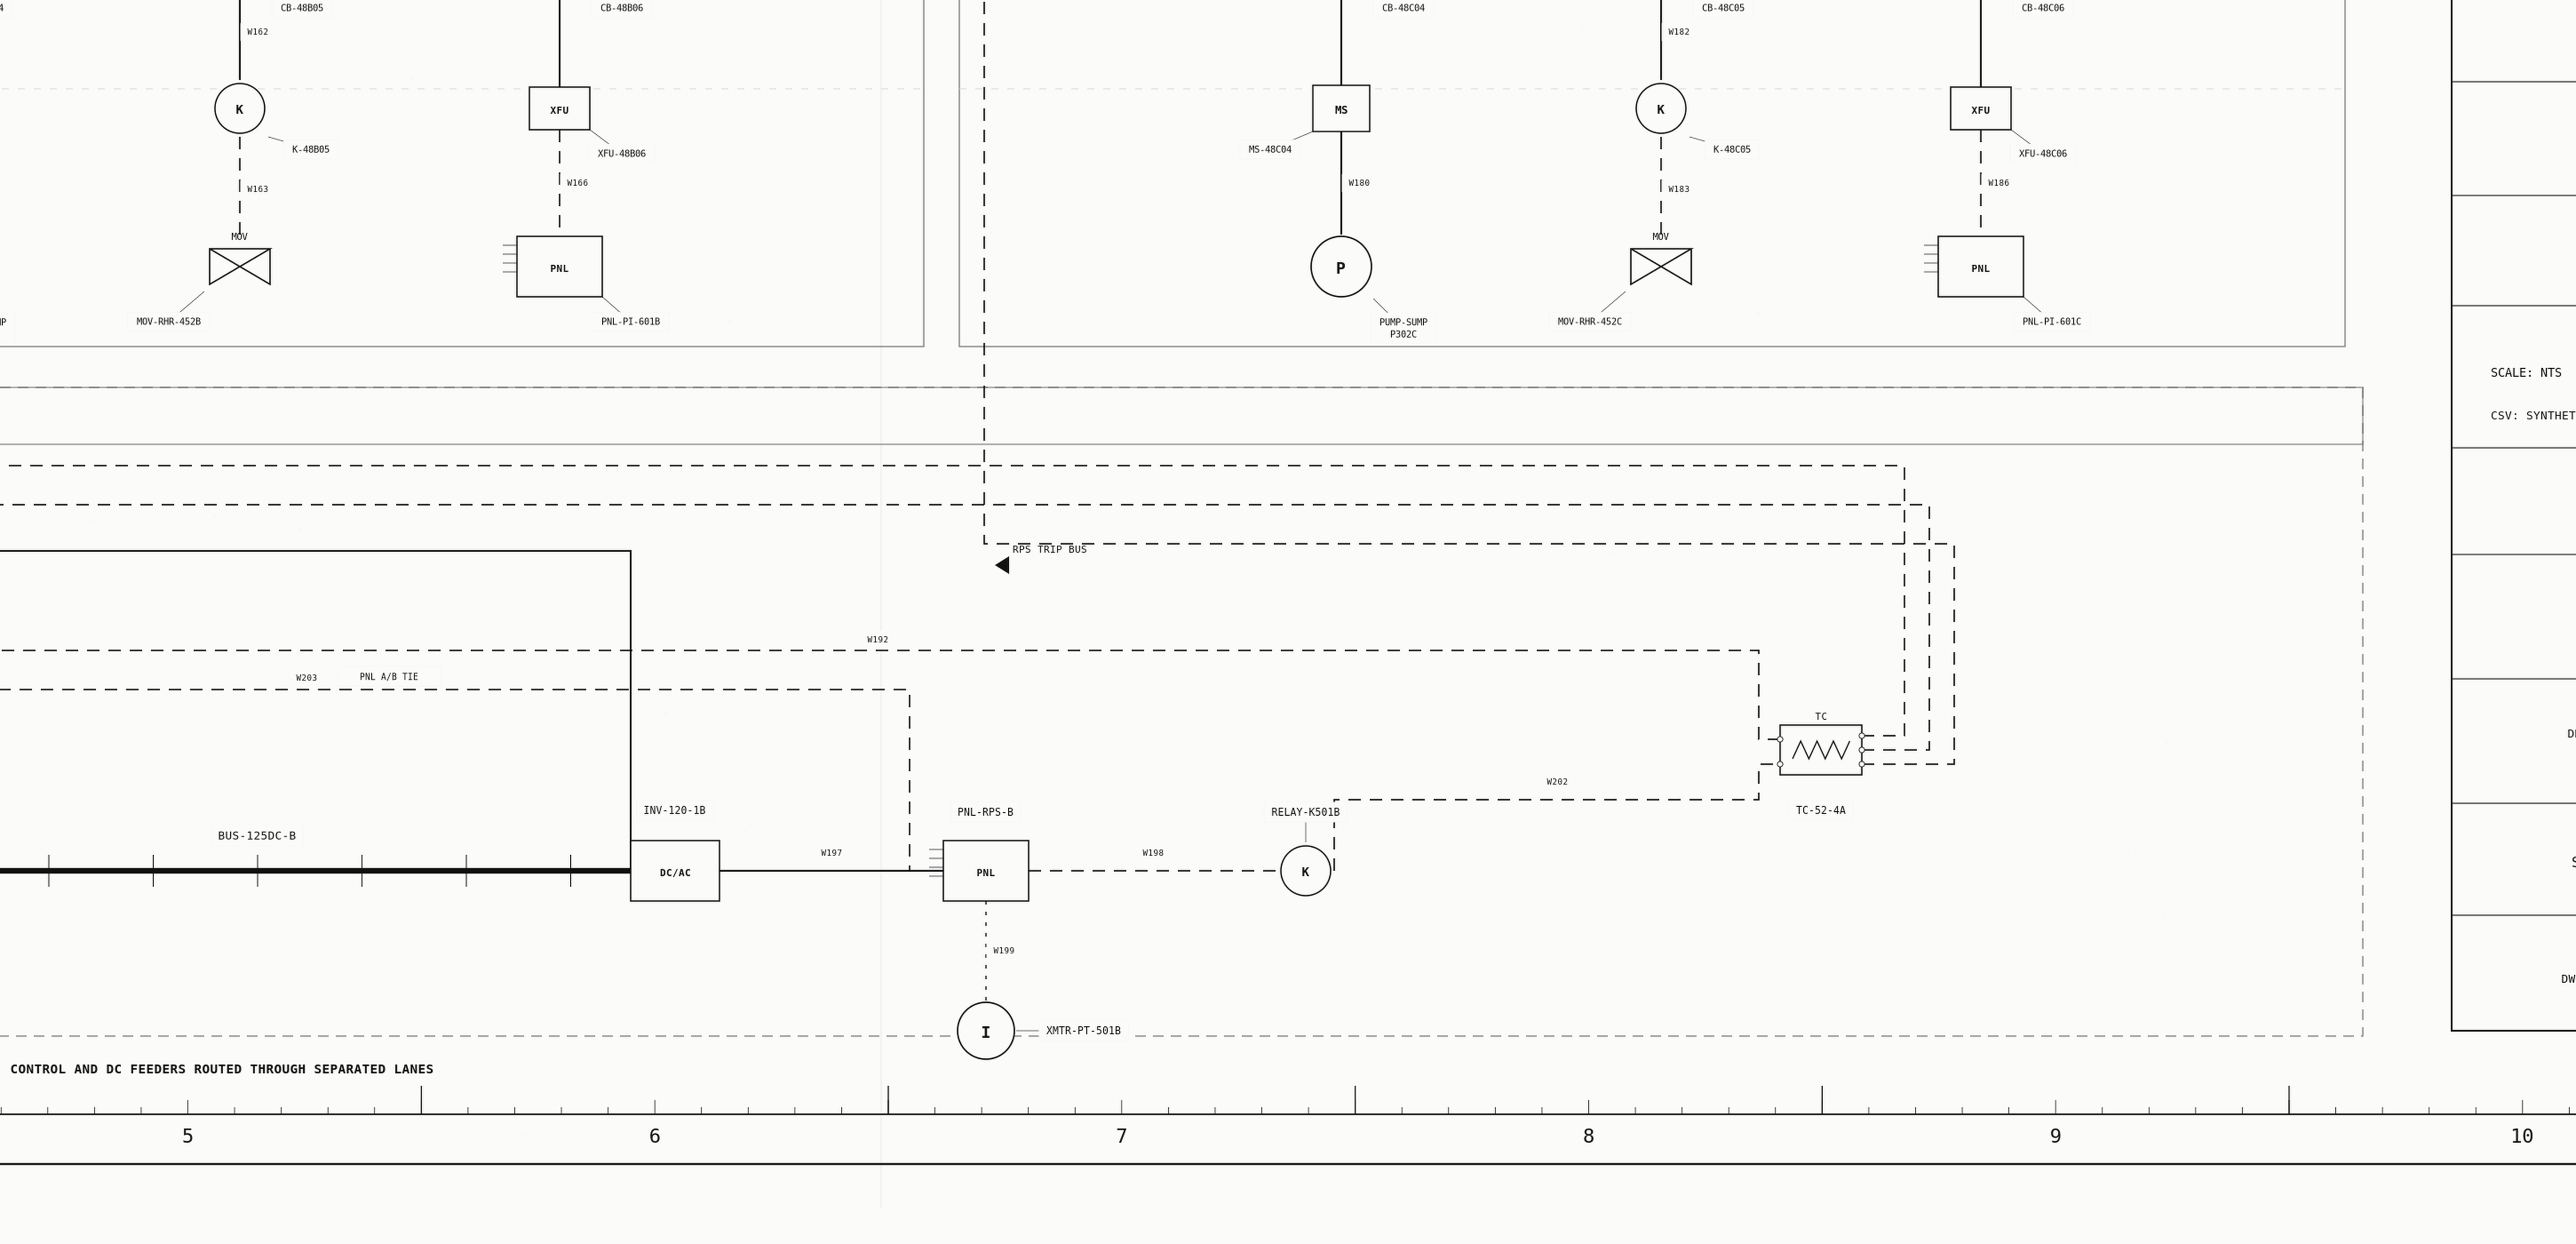 CB-48B05
CB-48B06
CB-48C04
CB-48C05
CB-48C06
W162
W182
K
XFU
MS
K
XFU
K-48B05
XFU-48B06
MS-48C04
K-48C05
XFU-48C06
W163
W166
W180
W183
W186
MOV
MOV
PNL
P
PNL
MOV-RHR-452B
PNL-PI-601B
PUMP-SUMP
P302C
MOV-RHR-452C
PNL-PI-601C
SCALE: NTS
CSV: SYNTHET
RPS TRIP BUS
W192
W203
PNL A/B TIE
TC
W202
INV-120-1B
PNL-RPS-B
RELAY-K501B
TC-52-4A
BUS-125DC-B
W197
W198
DC/AC
PNL
K
W199
DW
I
XMTR-PT-501B
CONTROL AND DC FEEDERS ROUTED THROUGH SEPARATED LANES
5
6
7
8
9
10